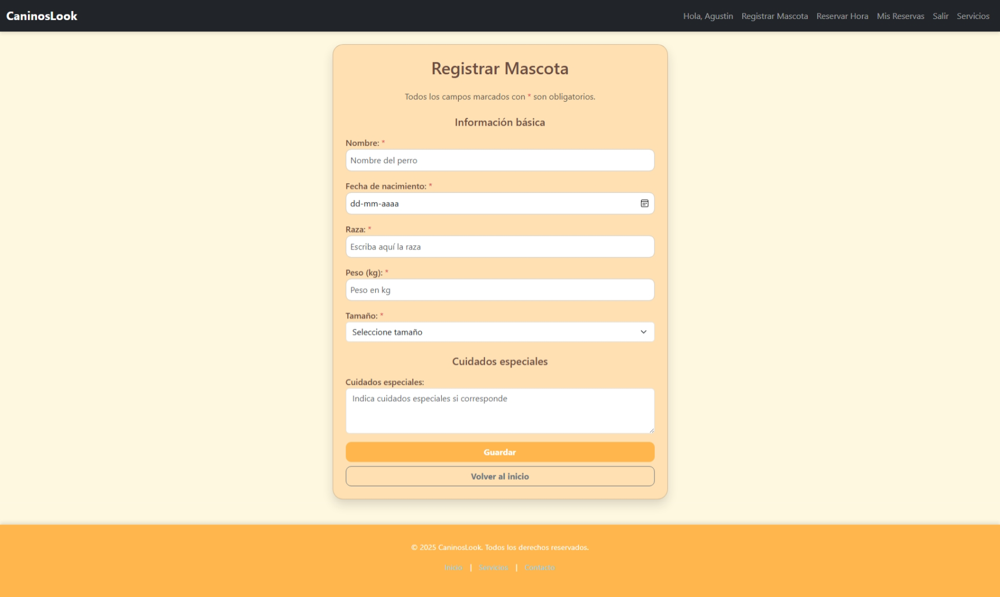 CaninosLook
Hola, Agustin Registrar Mascota Reservar Hora Mis Reservas Salir Servicios
Registrar Mascota
Todos los campos marcados con * son obligatorios.
Información básica
Nombre: *
Nombre del perro
Fecha de nacimiento: *
dd-mm-aaaa
Raza: *
Escriba aquí la raza
Peso (kg): *
Peso en kg
Tamaño: *
Seleccione tamaño
Cuidados especiales
Cuidados especiales:
Indica cuidados especiales si corresponde
Guardar
Volver al inicio
© 2025 CaninosLook. Todos los derechos reservados.
Inicio | Servicios | Contacto